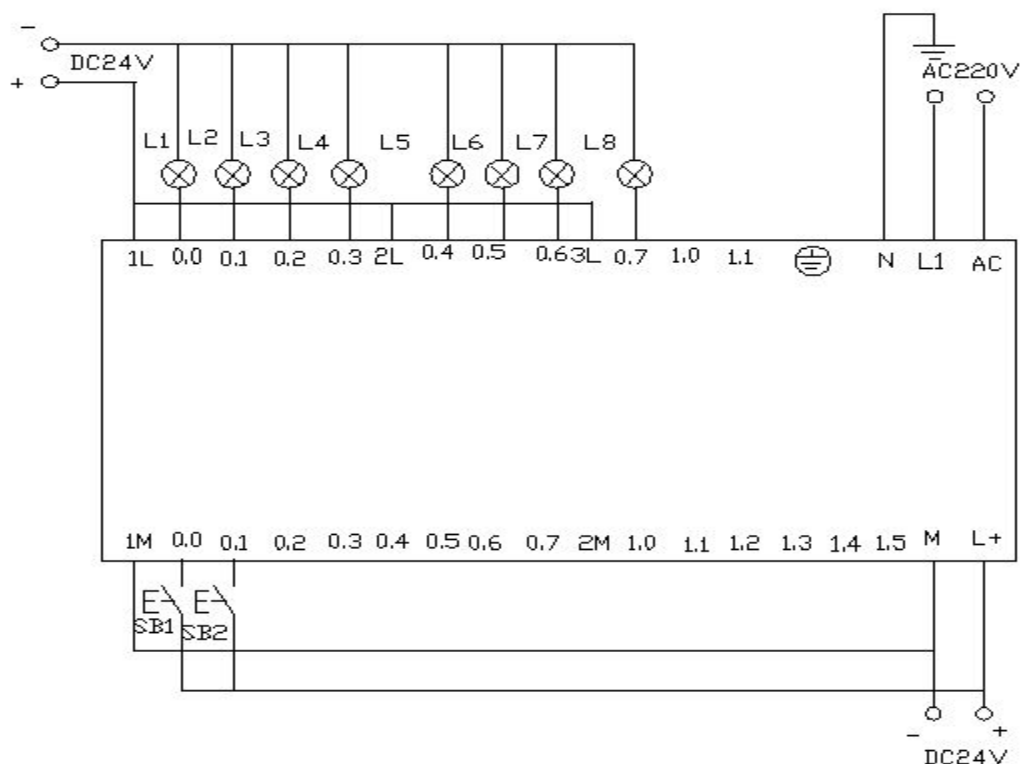 -
DC24V
+
AC220V
L1 L2 L3 L4 L5 L6 L7 L8
1L 0.0 0.1 0.2 0.3 2L 0.4 0.5 0.6 3L 0.7 1.0 1.1 N L1 AC
1M 0.0 0.1 0.2 0.3 0.4 0.5 0.6 0.7 2M 1.0 1.1 1.2 1.3 1.4 1.5 M L+
SB1 SB2
- +
DC24V